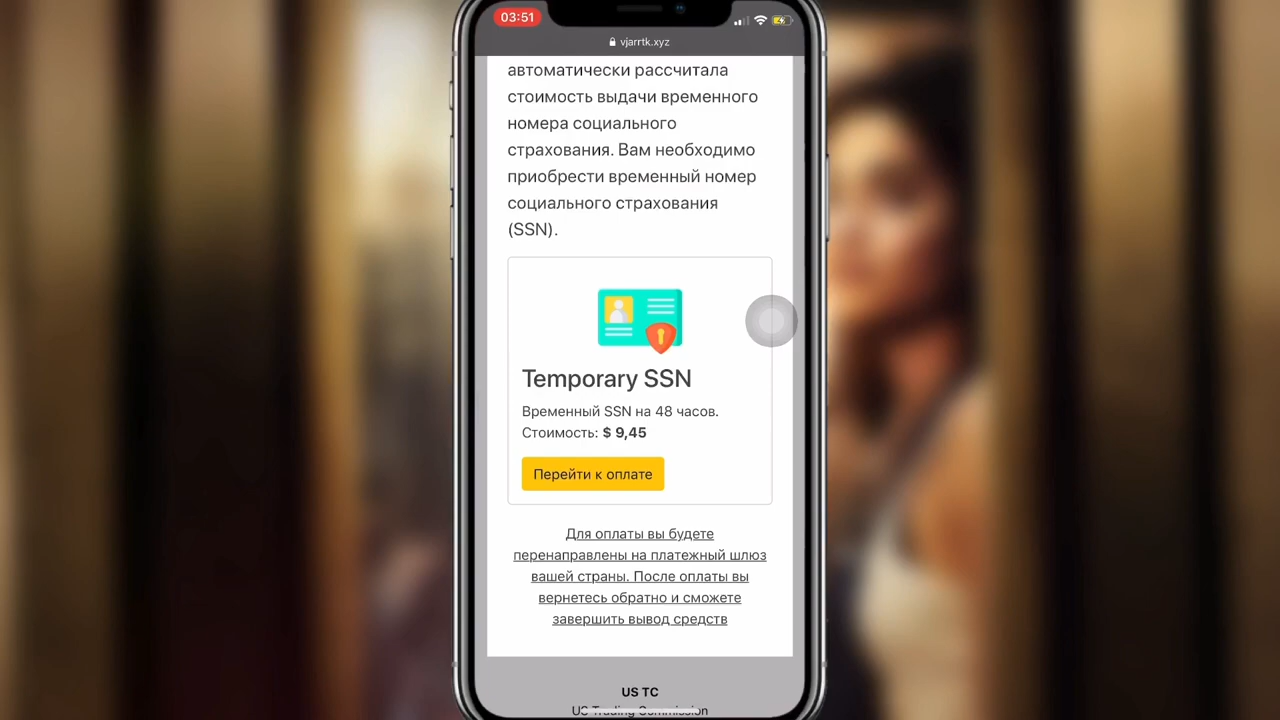 03:51
vjarrtk.xyz
автоматически рассчитала
стоимость выдачи временного
номера социального
страхования. Вам необходимо
приобрести временный номер
социального страхования
(SSN).
Temporary SSN
Временный SSN на 48 часов.
Стоимость: $ 9,45
Перейти к оплате
Для оплаты вы будете
перенаправлены на платежный шлюз
вашей страны. После оплаты вы
вернетесь обратно и сможете
завершить вывод средств
US TC
Trading Commission